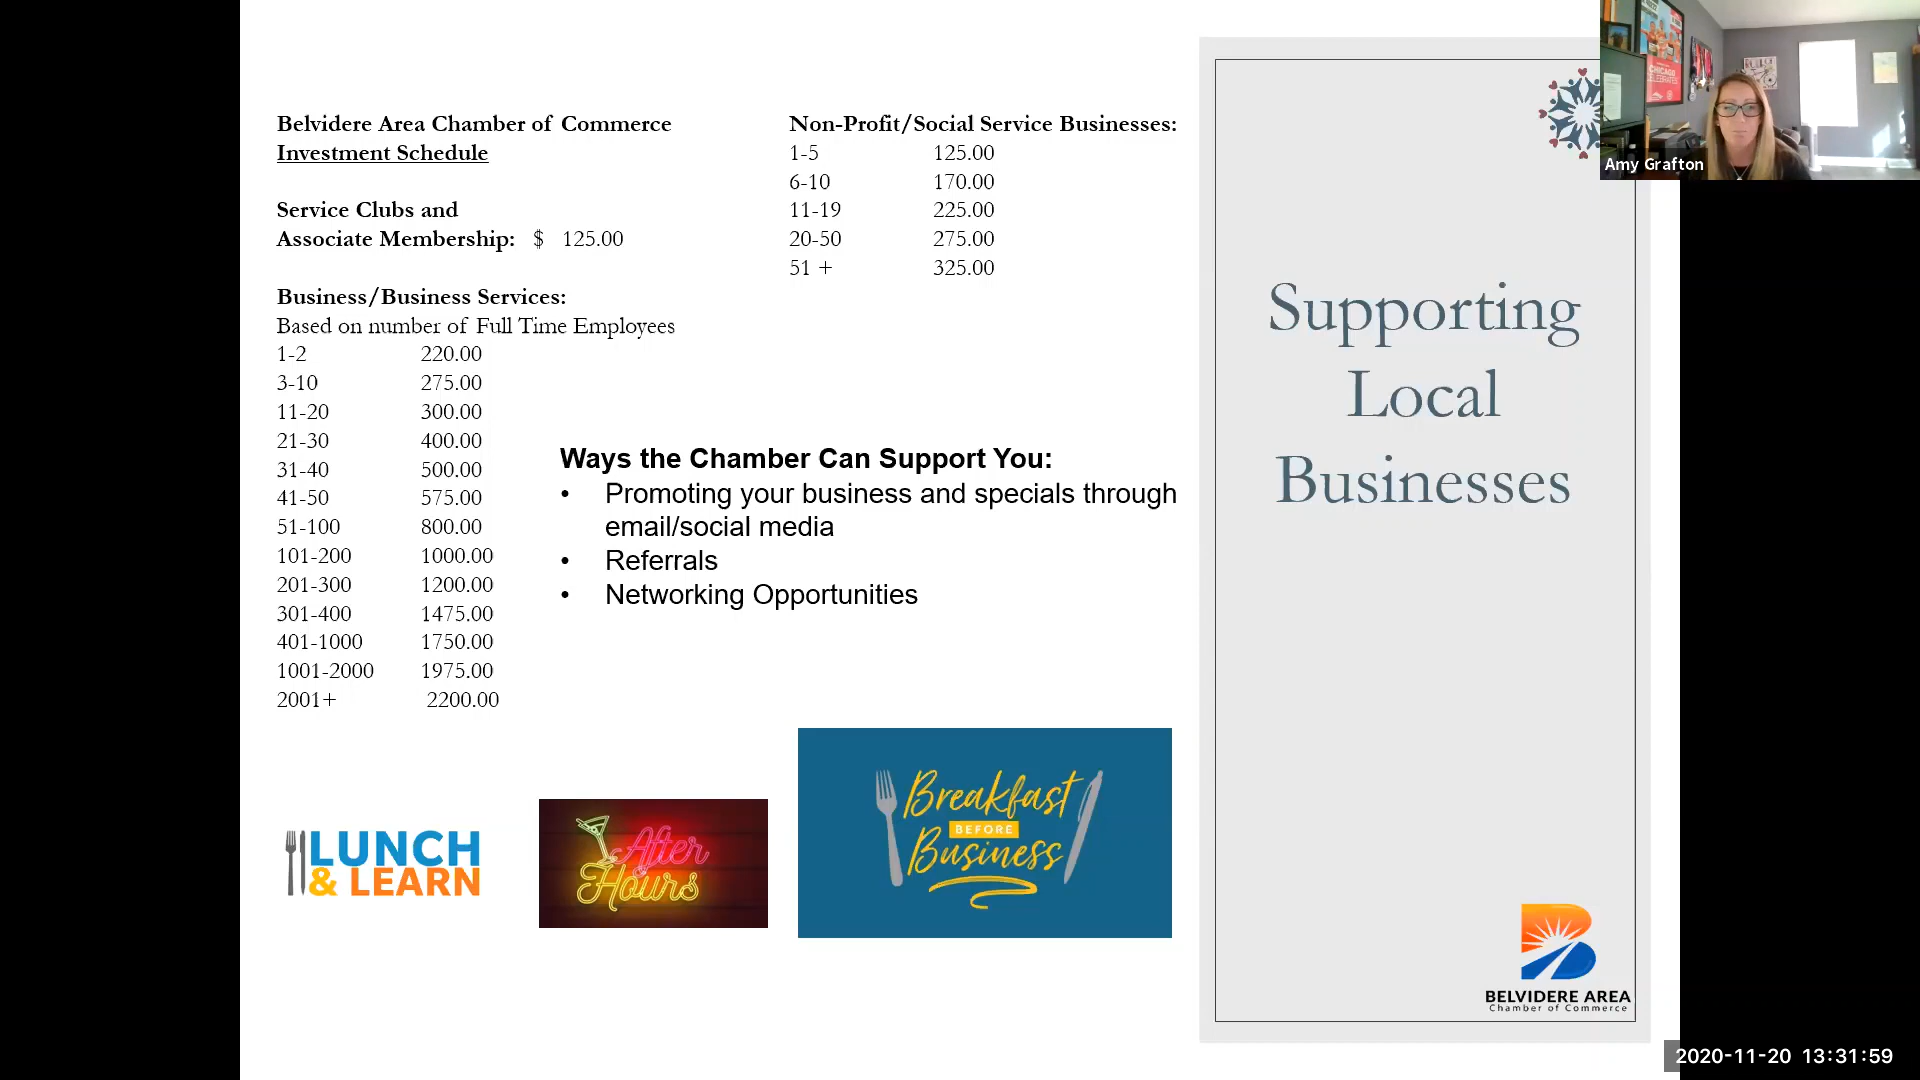 Belvidere Area Chamber of Commerce
Investment Schedule
Service Clubs and
Associate Membership: $ 125.00
Business/Business Services:
Based on number of Full Time Employees
1-2 220.00
3-10 275.00
11-20 300.00
21-30 400.00
31-40 500.00
41-50 575.00
51-100 800.00
101-200 1000.00
201-300 1200.00
301-400 1475.00
401-1000 1750.00
1001-2000 1975.00
2001+ 2200.00
Non-Profit/Social Service Businesses:
1-5 125.00
6-10 170.00
11-19 225.00
20-50 275.00
51 + 325.00
Ways the Chamber Can Support You:
• Promoting your business and specials through
email/social media
• Referrals
• Networking Opportunities
LUNCH
& LEARN
After
Hours
Breakfast
BEFORE
Business
Supporting
Local
Businesses
BELVIDERE AREA
Chamber of Commerce
CHICAGO
Amy Grafton
2020-11-20 13:31:59